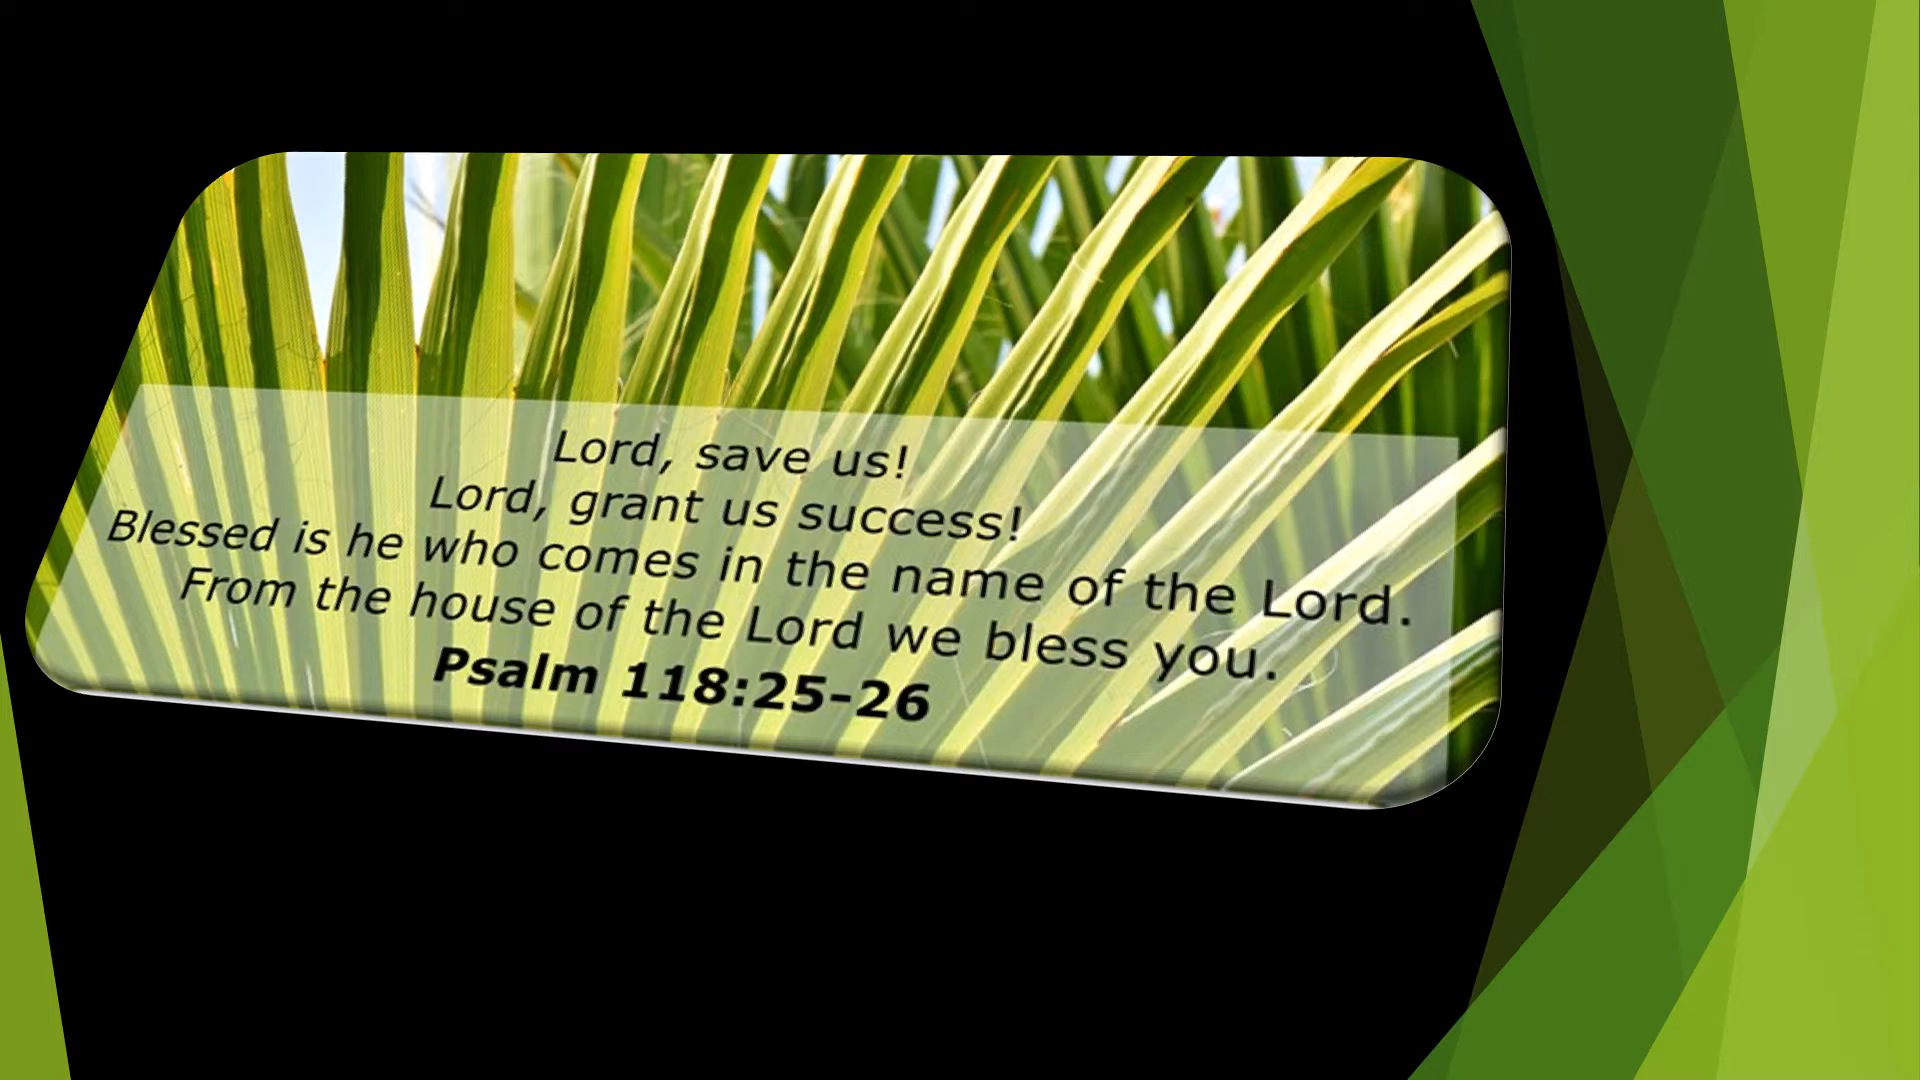 Lord, save us!
Lord, grant us success!
Blessed is he who comes in the name of the Lord.
From the house of the Lord we bless you.
Psalm 118:25-26